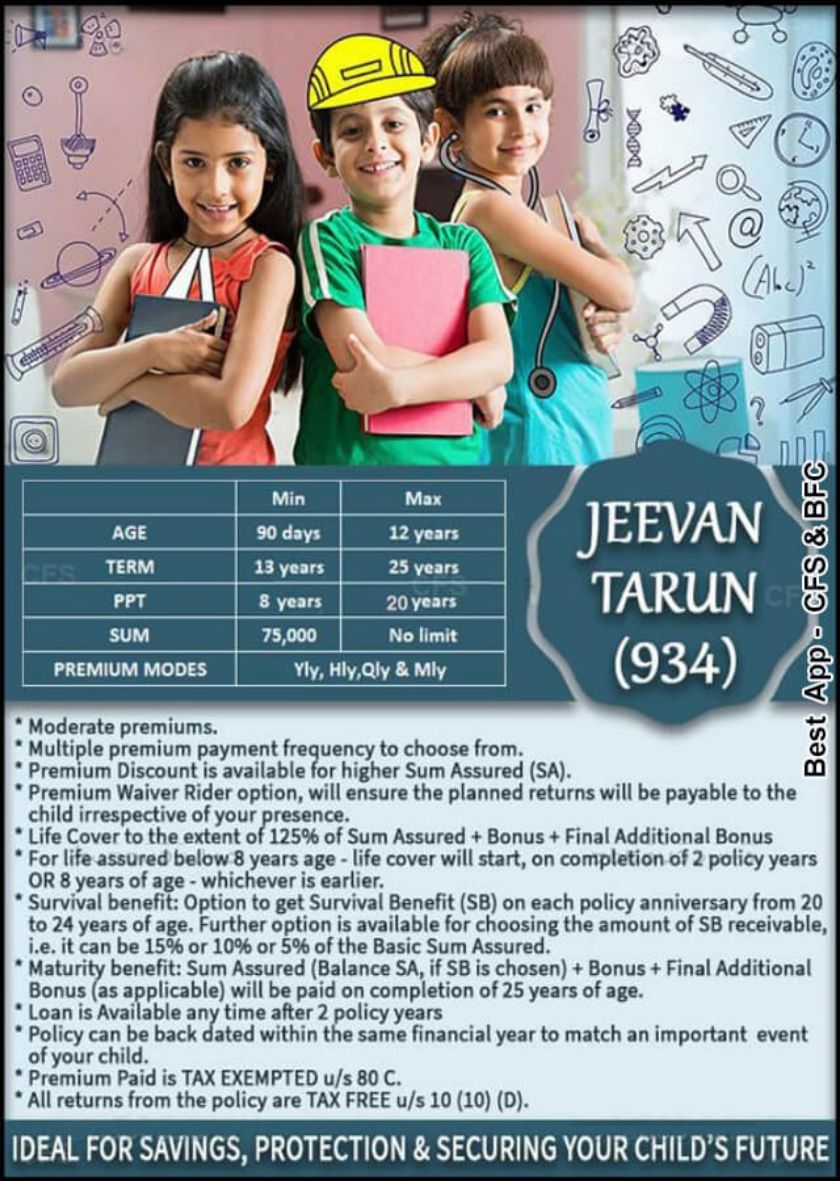 @
(Abc)²
?
Min Max
AGE 90 days 12 years
TERM 13 years 25 years
PPT 8 years 20 years
SUM 75,000 No limit
PREMIUM MODES Yly, Hly,Qly & Mly
CFS
CFS
JEEVAN
TARUN
(934)
Best App - CFS & BFC
* Moderate premiums.
* Multiple premium payment frequency to choose from.
* Premium Discount is available for higher Sum Assured (SA).
* Premium Waiver Rider option, will ensure the planned returns will be payable to the
child irrespective of your presence.
* Life Cover to the extent of 125% of Sum Assured + Bonus + Final Additional Bonus
* For life assured below 8 years age - life cover will start, on completion of 2 policy years
OR 8 years of age - whichever is earlier.
* Survival benefit: Option to get Survival Benefit (SB) on each policy anniversary from 20
to 24 years of age. Further option is available for choosing the amount of SB receivable,
i.e. it can be 15% or 10% or 5% of the Basic Sum Assured.
* Maturity benefit: Sum Assured (Balance SA, if SB is chosen) + Bonus + Final Additional
Bonus (as applicable) will be paid on completion of 25 years of age.
* Loan is Available any time after 2 policy years
* Policy can be back dated within the same financial year to match an important event
of your child.
* Premium Paid is TAX EXEMPTED u/s 80 C.
* All returns from the policy are TAX FREE u/s 10 (10) (D).
IDEAL FOR SAVINGS, PROTECTION & SECURING YOUR CHILD'S FUTURE